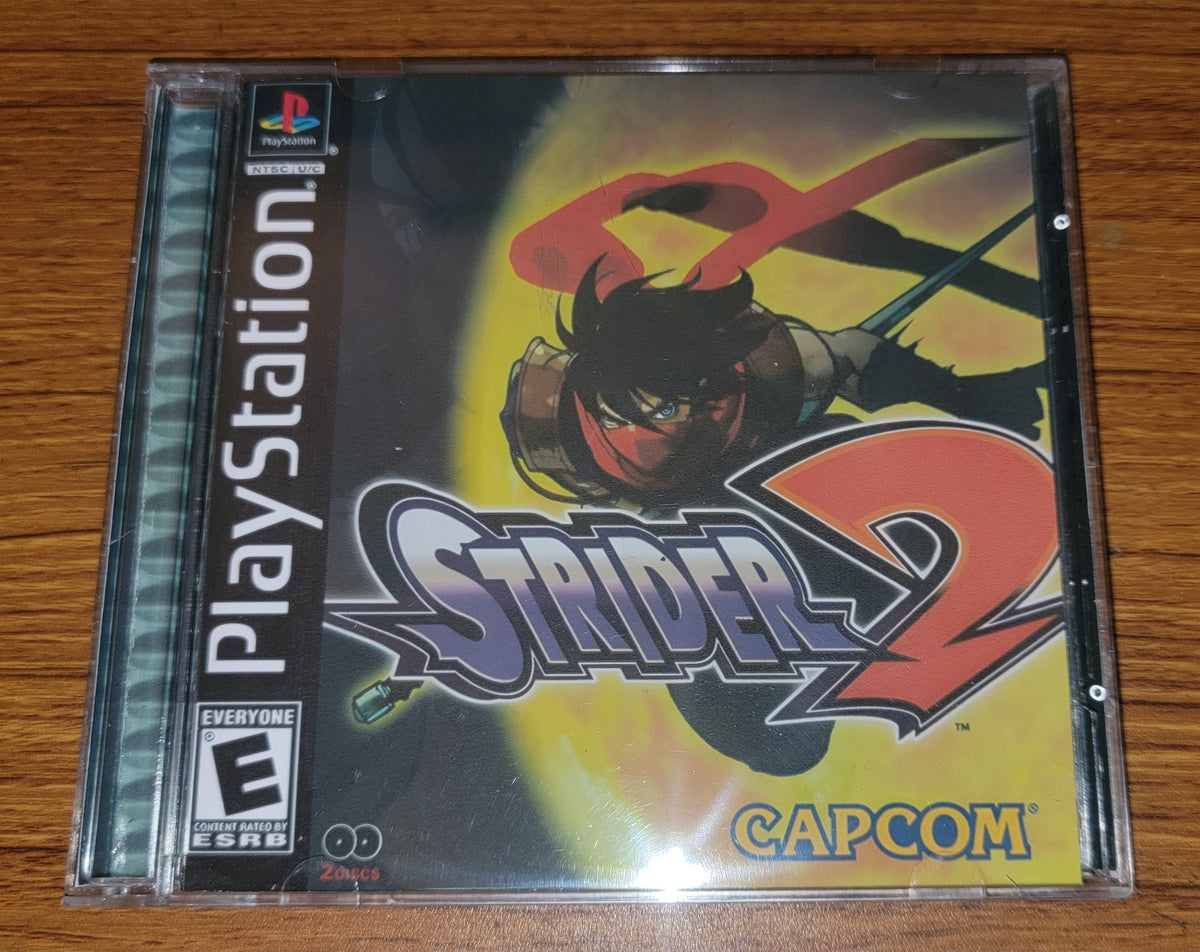 PlayStation
NTSC U/C
PlayStation
STRIDER 2
TM
EVERYONE
E
CONTENT RATED BY
ESRB
2 DISCS
CAPCOM